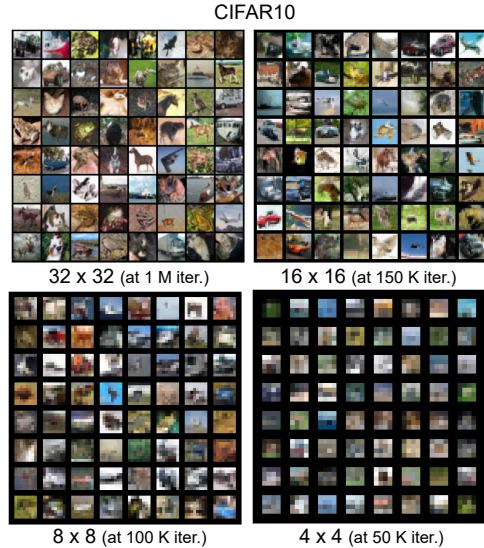 CIFAR10
32 x 32 (at 1 M iter.)
16 x 16 (at 150 K iter.)
8 x 8 (at 100 K iter.)
4 x 4 (at 50 K iter.)